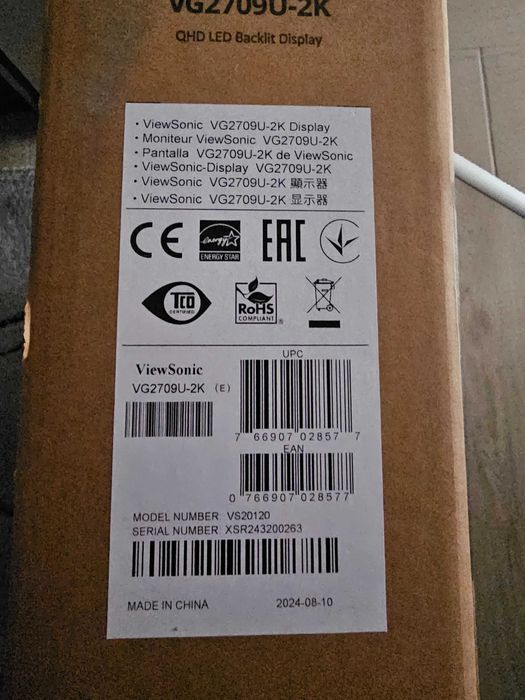 VG2709U-2K
QHD LED Backlit Display
• ViewSonic VG2709U-2K Display
• Moniteur ViewSonic VG2709U-2K
• Pantalla VG2709U-2K de ViewSonic
• ViewSonic-Display VG2709U-2K
• ViewSonic VG2709U-2K 顯示器
• ViewSonic VG2709U-2K 显示器
CE energy ENERGY STAR EAC
TCO CERTIFIED RoHS COMPLIANT
UPC
ViewSonic
VG2709U-2K (E)
7 66907 02857 7
EAN
0 766907 028577
MODEL NUMBER: VS20120
SERIAL NUMBER: XSR243200263
MADE IN CHINA 2024-08-10